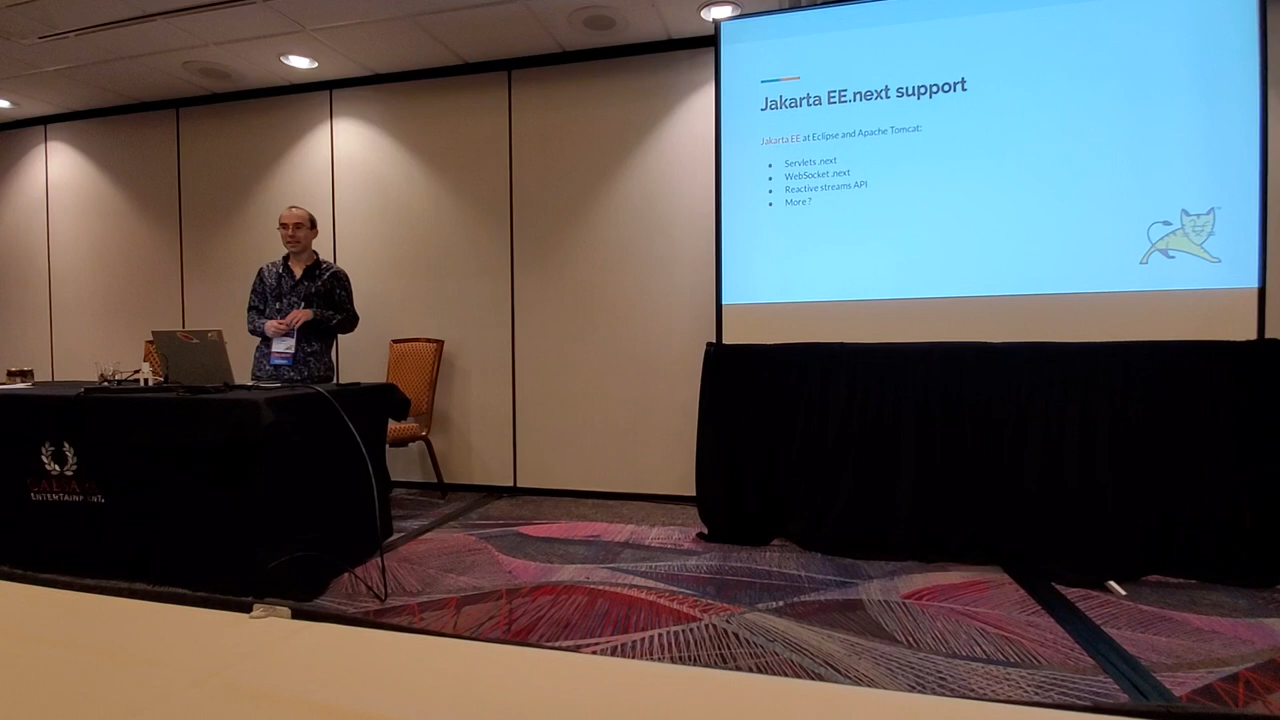 Jakarta EE.next support
Jakarta EE at Eclipse and Apache Tomcat:
Servlets .next
WebSocket .next
Reactive streams API
More ?
ENTERTAINMENT